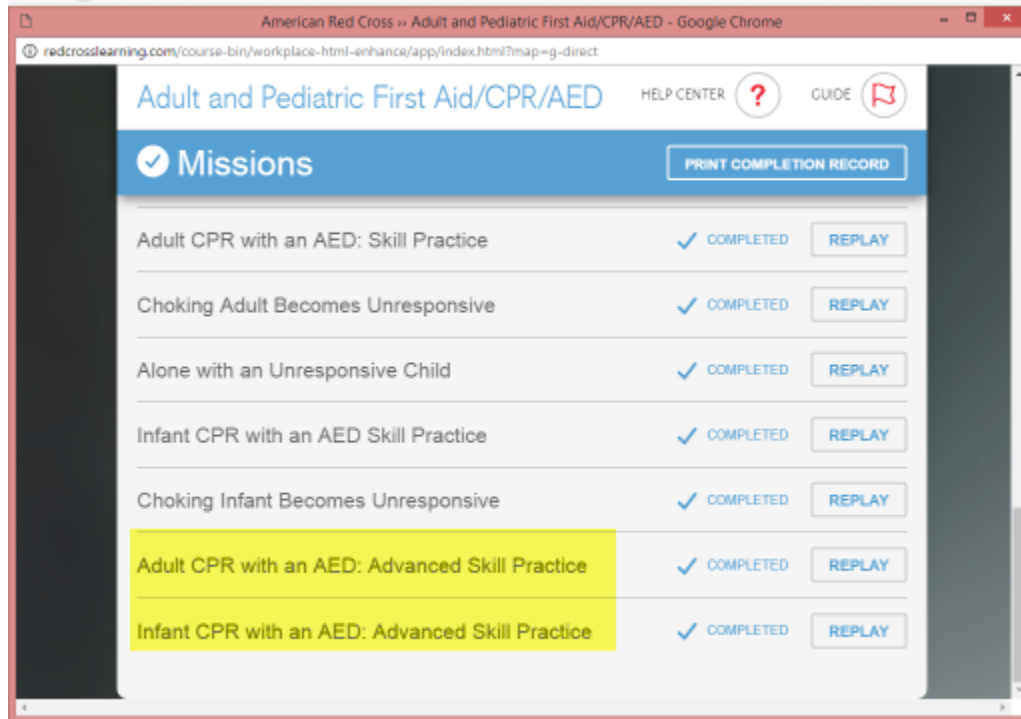 American Red Cross ›› Adult and Pediatric First Aid/CPR/AED - Google Chrome
redcrosslearning.com/course-bin/workplace-html-enhance/app/index.html?map=g-direct
Adult and Pediatric First Aid/CPR/AED HELP CENTER ? GUIDE
Missions PRINT COMPLETION RECORD
Adult CPR with an AED: Skill Practice COMPLETED REPLAY
Choking Adult Becomes Unresponsive COMPLETED REPLAY
Alone with an Unresponsive Child COMPLETED REPLAY
Infant CPR with an AED Skill Practice COMPLETED REPLAY
Choking Infant Becomes Unresponsive COMPLETED REPLAY
Adult CPR with an AED: Advanced Skill Practice COMPLETED REPLAY
Infant CPR with an AED: Advanced Skill Practice COMPLETED REPLAY